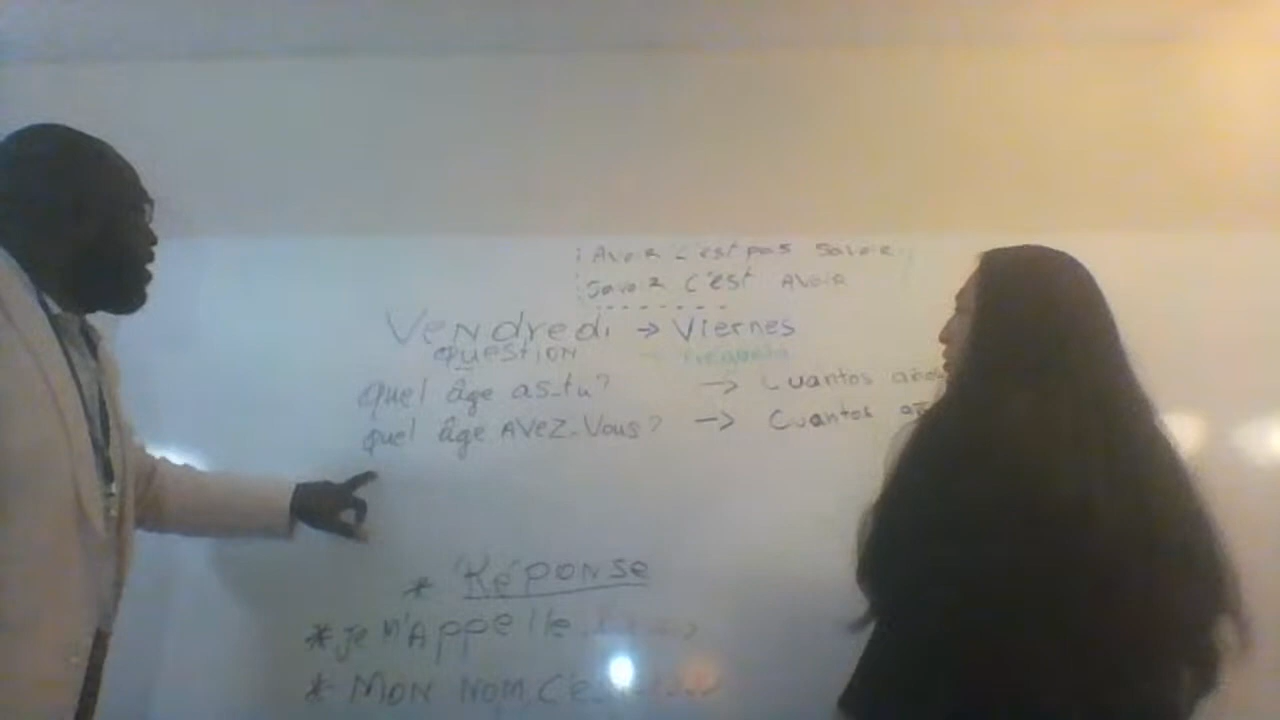 Avoir c'est pas Savoir
Savoir c'est Avoir
Vendredi → Viernes
QUESTION
quel âge as-tu? → Cuantos
quel âge AVEZ-Vous? → Cuantos
* Réponse
* Je M'Appelle
* MON NOM